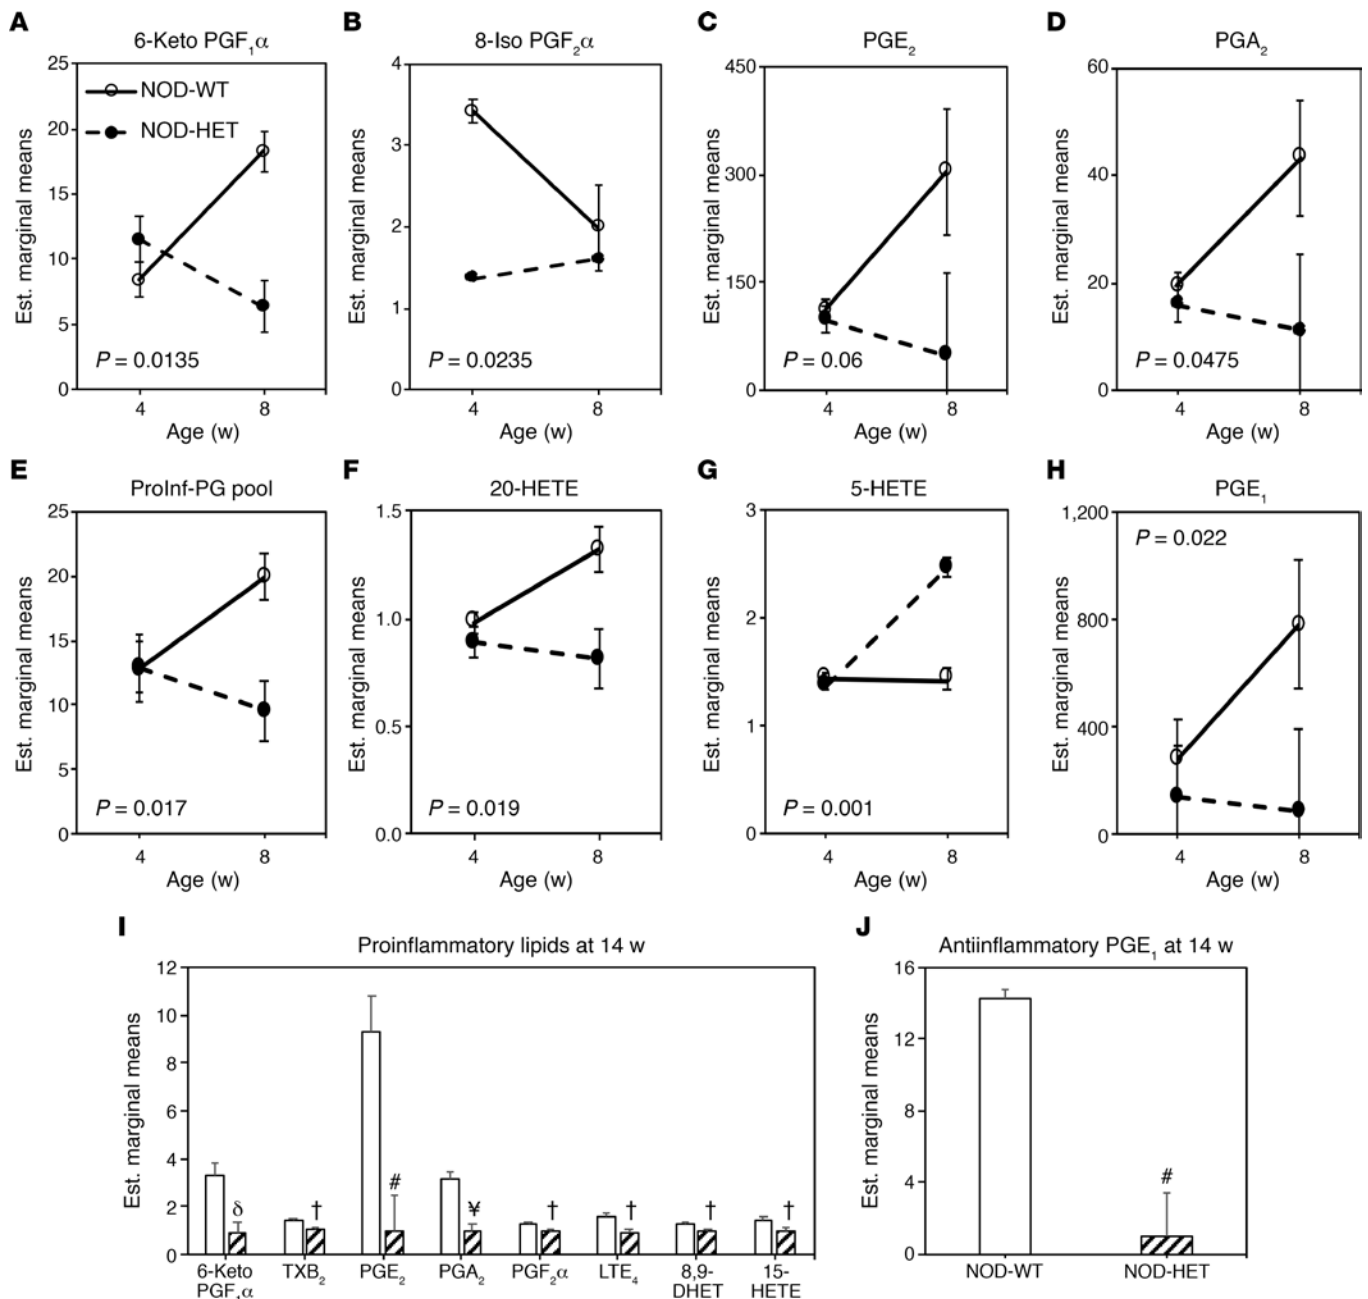 A
6-Keto PGF₁α
Est. marginal means
25
20
15
10
5
0
NOD-WT
NOD-HET
P = 0.0135
4
8
Age (w)
B
8-Iso PGF₂α
Est. marginal means
4
3
2
1
0
P = 0.0235
4
8
Age (w)
C
PGE₂
Est. marginal means
450
300
150
0
P = 0.06
4
8
Age (w)
D
PGA₂
Est. marginal means
60
40
20
0
P = 0.0475
4
8
Age (w)
E
ProInf-PG pool
Est. marginal means
25
20
15
10
5
0
P = 0.017
4
8
Age (w)
F
20-HETE
Est. marginal means
1.5
1.0
0.5
0.0
P = 0.019
4
8
Age (w)
G
5-HETE
Est. marginal means
3
2
1
0
P = 0.001
4
8
Age (w)
H
PGE₁
Est. marginal means
1,200
800
400
0
P = 0.022
4
8
Age (w)
I
Proinflammatory lipids at 14 w
Est. marginal means
12
10
8
6
4
2
0
δ
†
#
¥
†
†
†
†
6-Keto
PGF₁α
TXB₂
PGE₂
PGA₂
PGF₂α
LTE₄
8,9-
DHET
15-
HETE
J
Antiinflammatory PGE₁ at 14 w
Est. marginal means
16
12
8
4
0
#
NOD-WT
NOD-HET